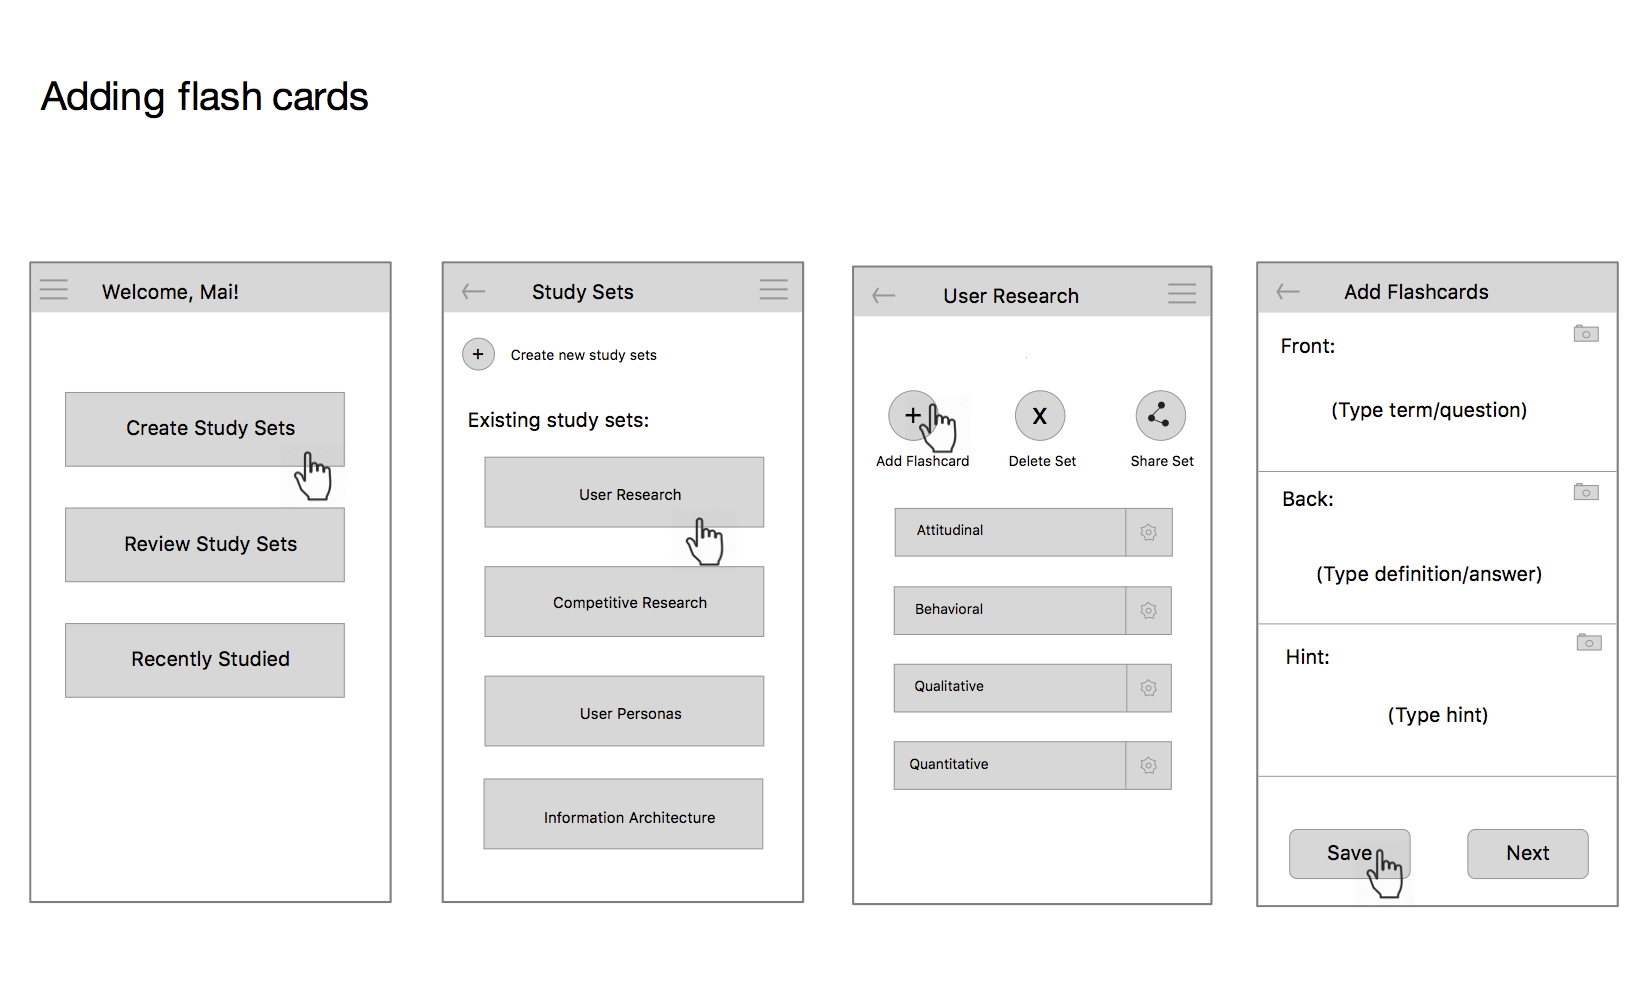 Adding flash cards
Welcome, Mai!
Create Study Sets
Review Study Sets
Recently Studied
Study Sets
+
Create new study sets
Existing study sets:
User Research
Competitive Research
User Personas
Information Architecture
User Research
+
X
Add Flashcard
Delete Set
Share Set
Attitudinal
Behavioral
Qualitative
Quantitative
Add Flashcards
Front:
(Type term/question)
Back:
(Type definition/answer)
Hint:
(Type hint)
Save
Next